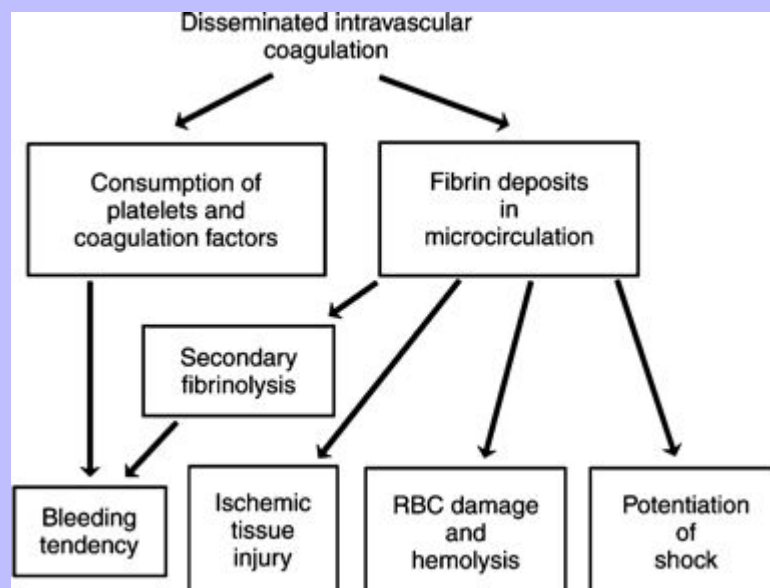 Disseminated intravascular
coagulation
Consumption of
platelets and
coagulation factors
Fibrin deposits
in
microcirculation
Secondary
fibrinolysis
Bleeding
tendency
Ischemic
tissue
injury
RBC damage
and
hemolysis
Potentiation
of
shock